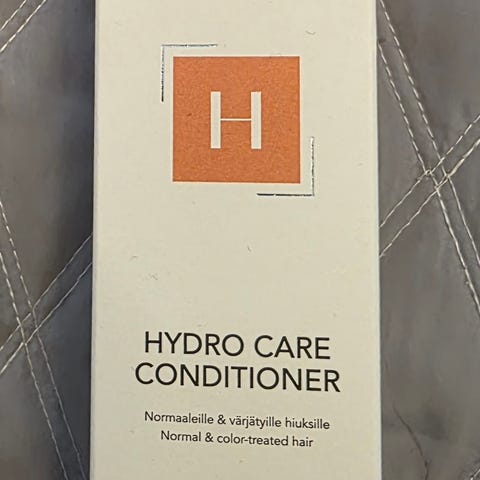 H
HYDRO CARE
CONDITIONER
Normaaleille & värjätyille hiuksille
Normal & color-treated hair